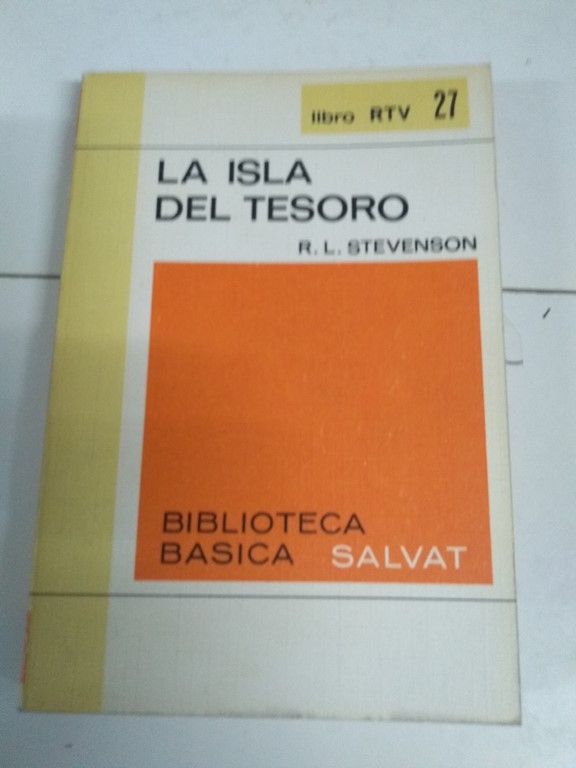 libro RTV 27
LA ISLA
DEL TESORO
R. L. STEVENSON
BIBLIOTECA
BASICA SALVAT